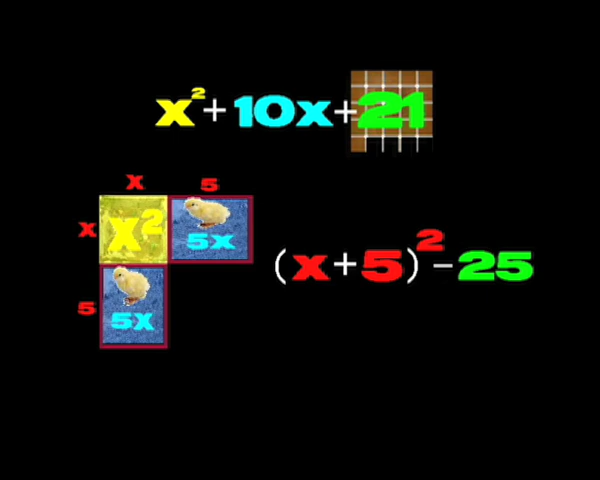 x²+10x+21
x 5
x x² 5x
(x+5)²-25
5 5x